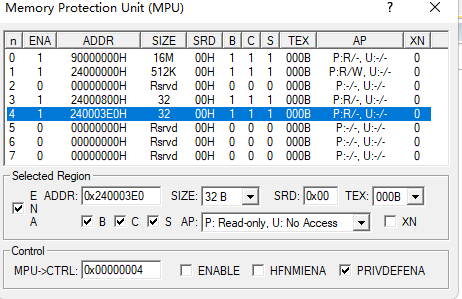 Memory Protection Unit (MPU)
n ENA ADDR SIZE SRD B C S TEX AP XN
0 1 90000000H 16M 00H 1 1 1 000B P:R/-, U:-/- 0
1 1 24000000H 512K 00H 1 1 1 000B P:R/W, U:-/- 0
2 0 00000000H Rsrvd 00H 0 0 0 000B P:-/-, U:-/- 0
3 1 24000800H 32 00H 1 1 1 000B P:R/-, U:-/- 0
4 1 240003E0H 32 00H 1 1 1 000B P:R/-, U:-/- 0
5 0 00000000H Rsrvd 00H 0 0 0 000B P:-/-, U:-/- 0
6 0 00000000H Rsrvd 00H 0 0 0 000B P:-/-, U:-/- 0
7 0 00000000H Rsrvd 00H 0 0 0 000B P:-/-, U:-/- 0
Selected Region
ENA ADDR: 0x240003E0 SIZE: 32 B SRD: 0x00 TEX: 000B
B C S AP: P: Read-only, U: No Access XN
Control
MPU->CTRL: 0x00000004 ENABLE HFNMIENA PRIVDEFENA